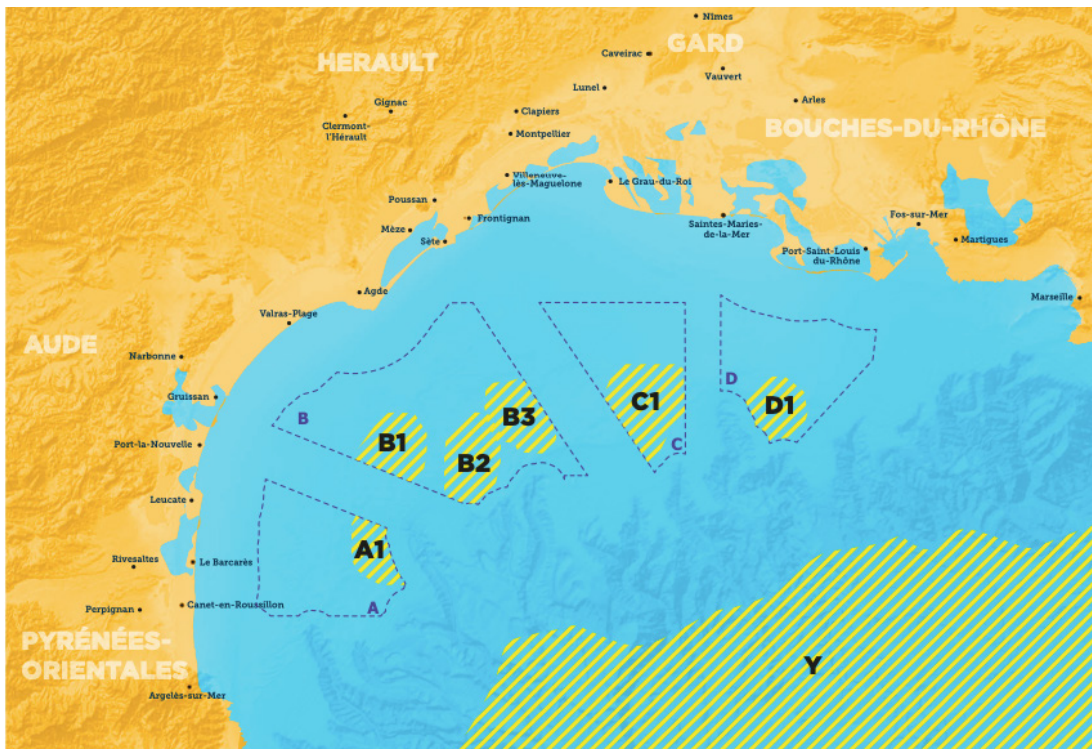 Nîmes
GARD
Caveirac
HERAULT
Vauvert
Lunel
Gignac
Arles
Clapiers
Clermont-
l'Hérault
BOUCHES-DU-RHÔNE
Montpellier
Villeneuve-
lès-Maguelone
Le Grau-du-Roi
Poussan
Frontignan
Saintes-Maries-
de-la-Mer
Fos-sur-Mer
Mèze
Sète
Martigues
Port-Saint-Louis
du-Rhône
Agde
Marseille
Valras-Plage
AUDE
Narbonne
D
Gruissan
C1
D1
B
B3
B1
Port-la-Nouvelle
C
B2
Leucate
A1
Rivesaltes
Le Barcarès
Perpignan
Canet-en-Roussillon
A
PYRÉNÉES-
ORIENTALES
Y
Argelès-sur-Mer